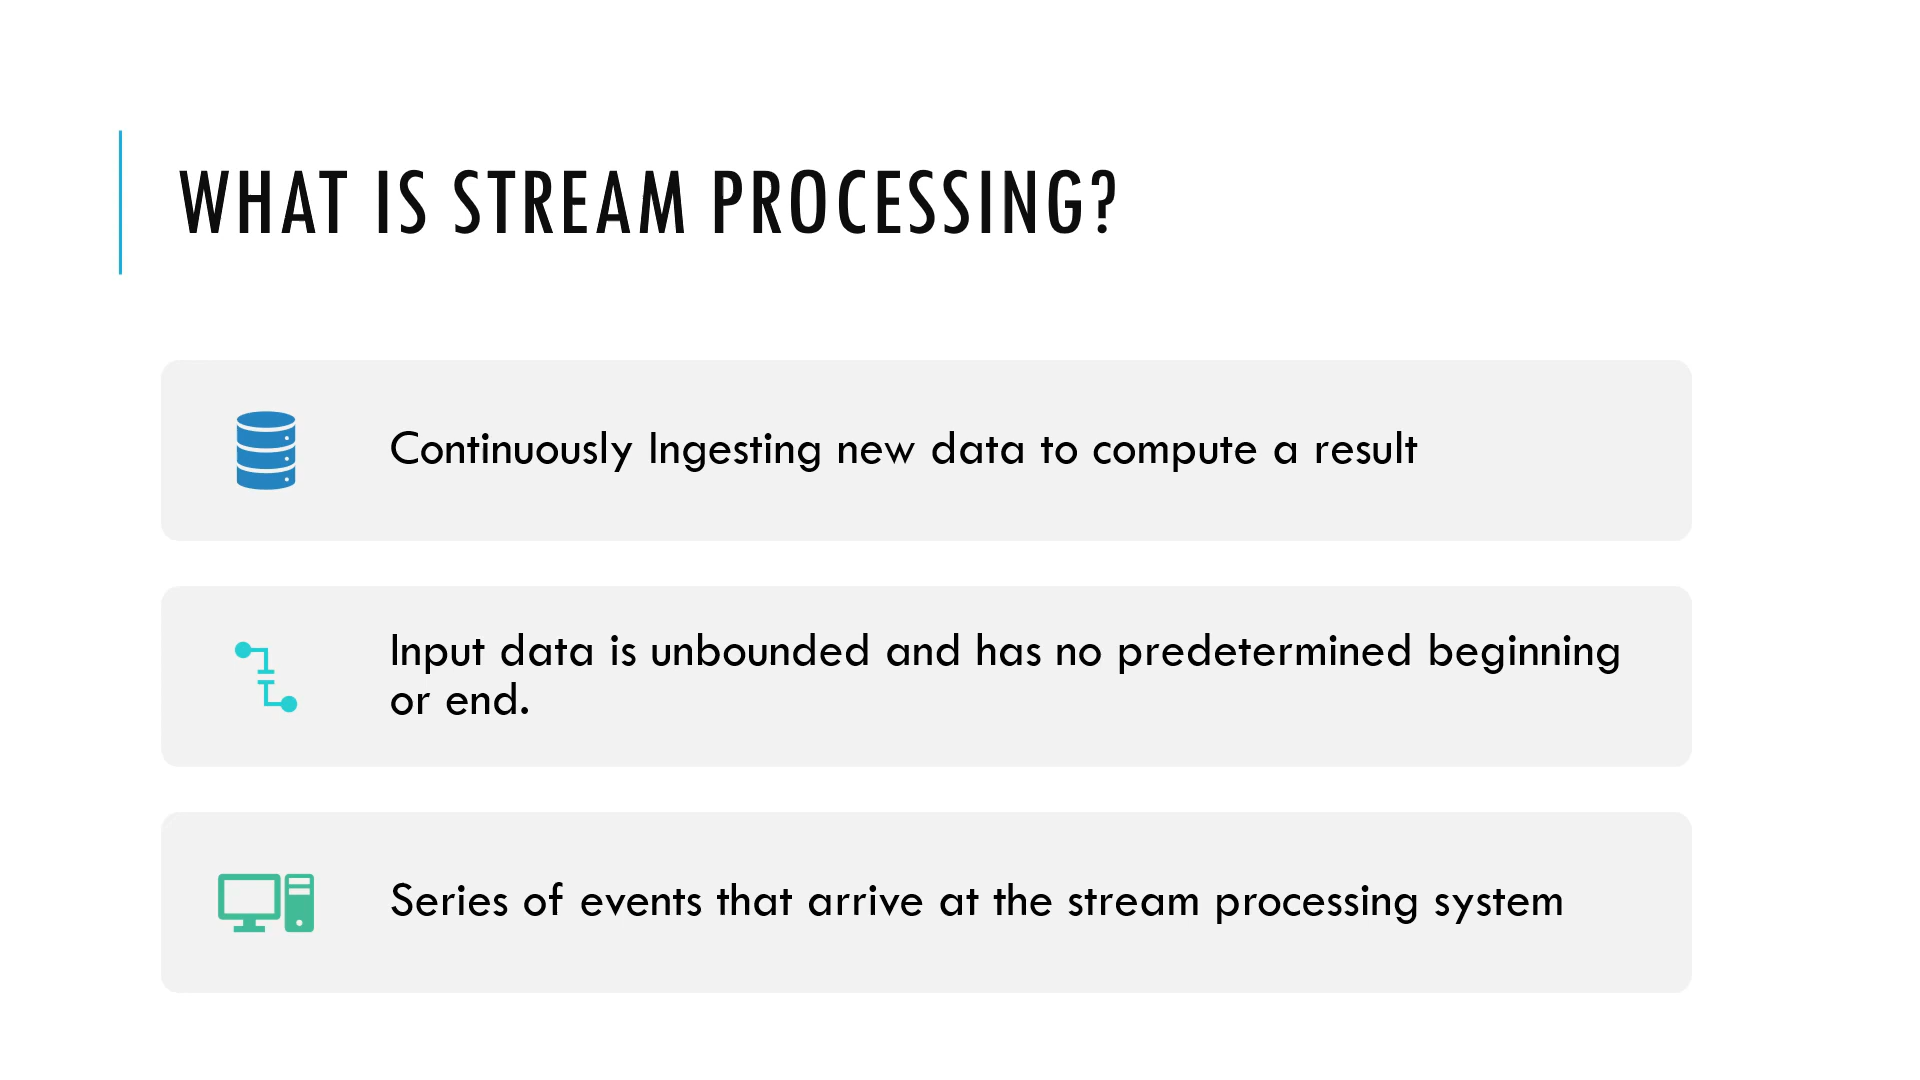 WHAT IS STREAM PROCESSING?
Continuously Ingesting new data to compute a result
Input data is unbounded and has no predetermined beginning
or end.
Series of events that arrive at the stream processing system